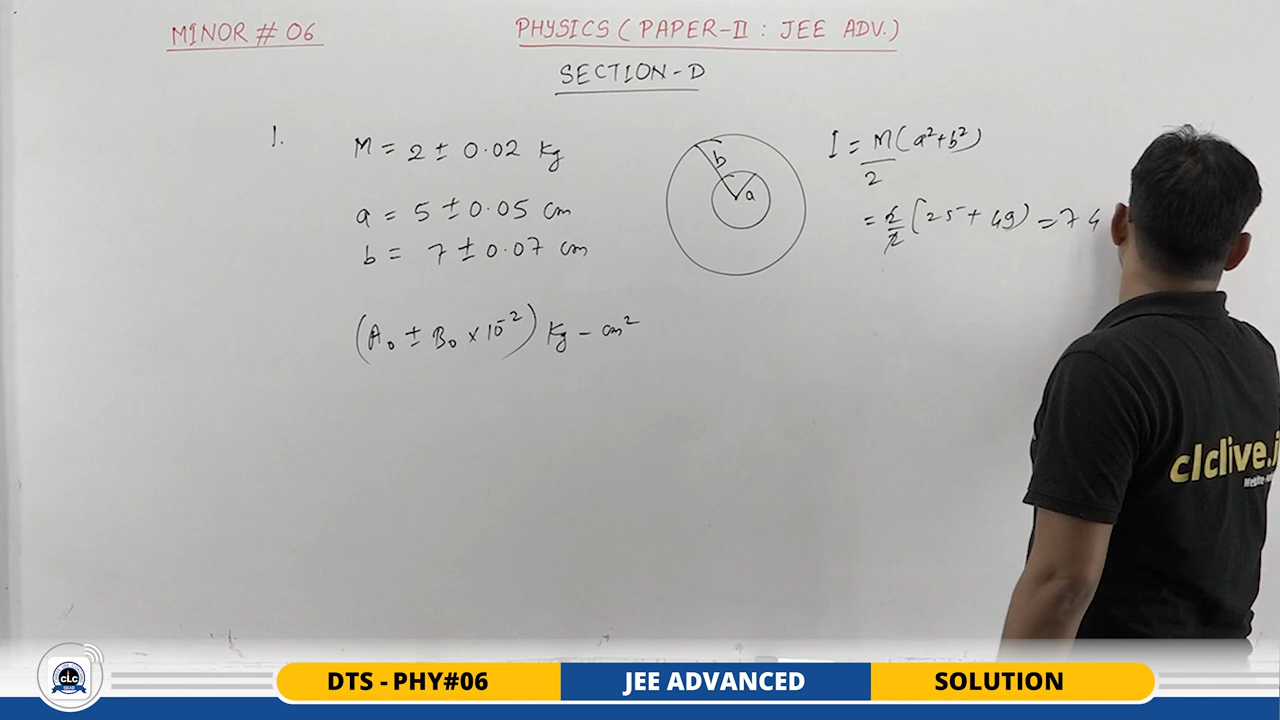 MINOR # 06
PHYSICS ( PAPER-II : JEE ADV.)
SECTION-D
1.
M = 2 ± 0.02 Kg
a = 5 ± 0.05 cm
b = 7 ± 0.07 cm
(A₀ ± B₀ × 10⁻²) Kg - cm²
b
a
I = M/2 (a² + b²)
= 2/2 (25 + 49) = 74
clclive.i
CLC
DTS - PHY#06
JEE ADVANCED
SOLUTION